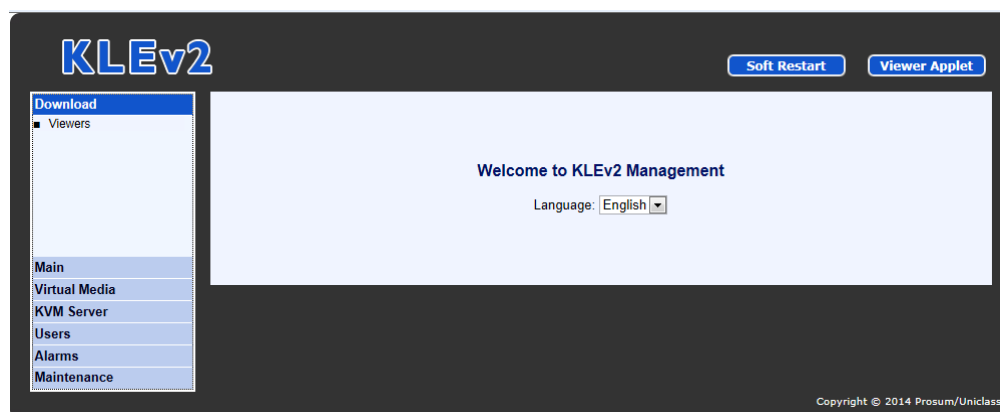 KLEv2
Soft Restart
Viewer Applet
Download
Viewers
Welcome to KLEv2 Management
Language: English
Main
Virtual Media
KVM Server
Users
Alarms
Maintenance
Copyright © 2014 Prosum/Uniclass